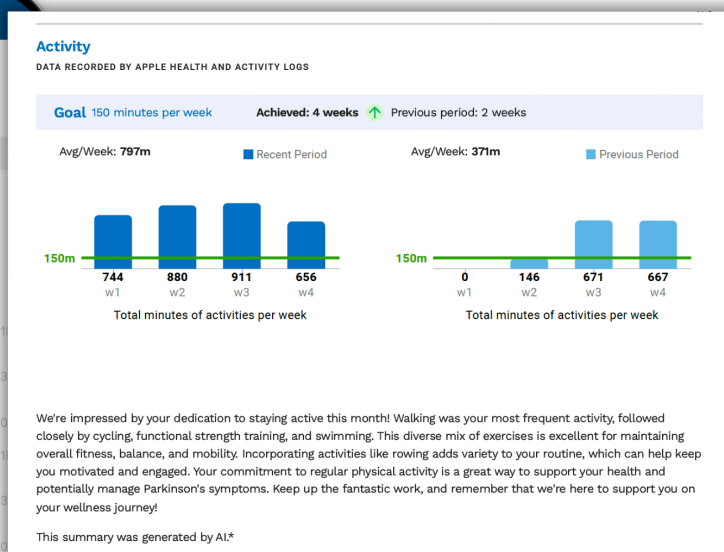 Activity
DATA RECORDED BY APPLE HEALTH AND ACTIVITY LOGS
Goal 150 minutes per week Achieved: 4 weeks Previous period: 2 weeks
Avg/Week: 797m Recent Period
Avg/Week: 371m Previous Period
150m
744 880 911 656
w1 w2 w3 w4
Total minutes of activities per week
150m
0 146 671 667
w1 w2 w3 w4
Total minutes of activities per week
We're impressed by your dedication to staying active this month! Walking was your most frequent activity, followed
closely by cycling, functional strength training, and swimming. This diverse mix of exercises is excellent for maintaining
overall fitness, balance, and mobility. Incorporating activities like rowing adds variety to your routine, which can help keep
you motivated and engaged. Your commitment to regular physical activity is a great way to support your health and
potentially manage Parkinson's symptoms. Keep up the fantastic work, and remember that we're here to support you on
your wellness journey!
This summary was generated by AI.*